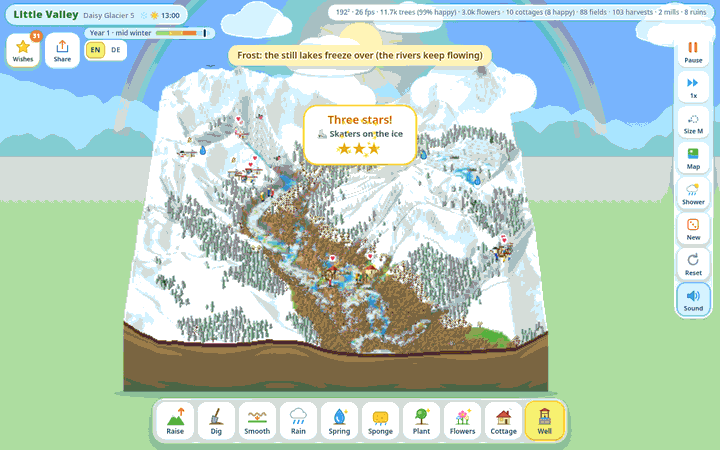 Little Valley Daisy Glacier 5 13:00
192² · 26 fps · 11.7k trees (99% happy) · 3.0k flowers · 10 cottages (8 happy) · 88 fields · 103 harvests · 2 mills · 8 ruins
Year 1 · mid winter
31
Wishes
Share
EN
DE
Frost: the still lakes freeze over (the rivers keep flowing)
Three stars!
Skaters on the ice
Pause
1x
Size M
Map
Shower
New
Reset
Sound
Raise
Dig
Smooth
Rain
Spring
Sponge
Plant
Flowers
Cottage
Well